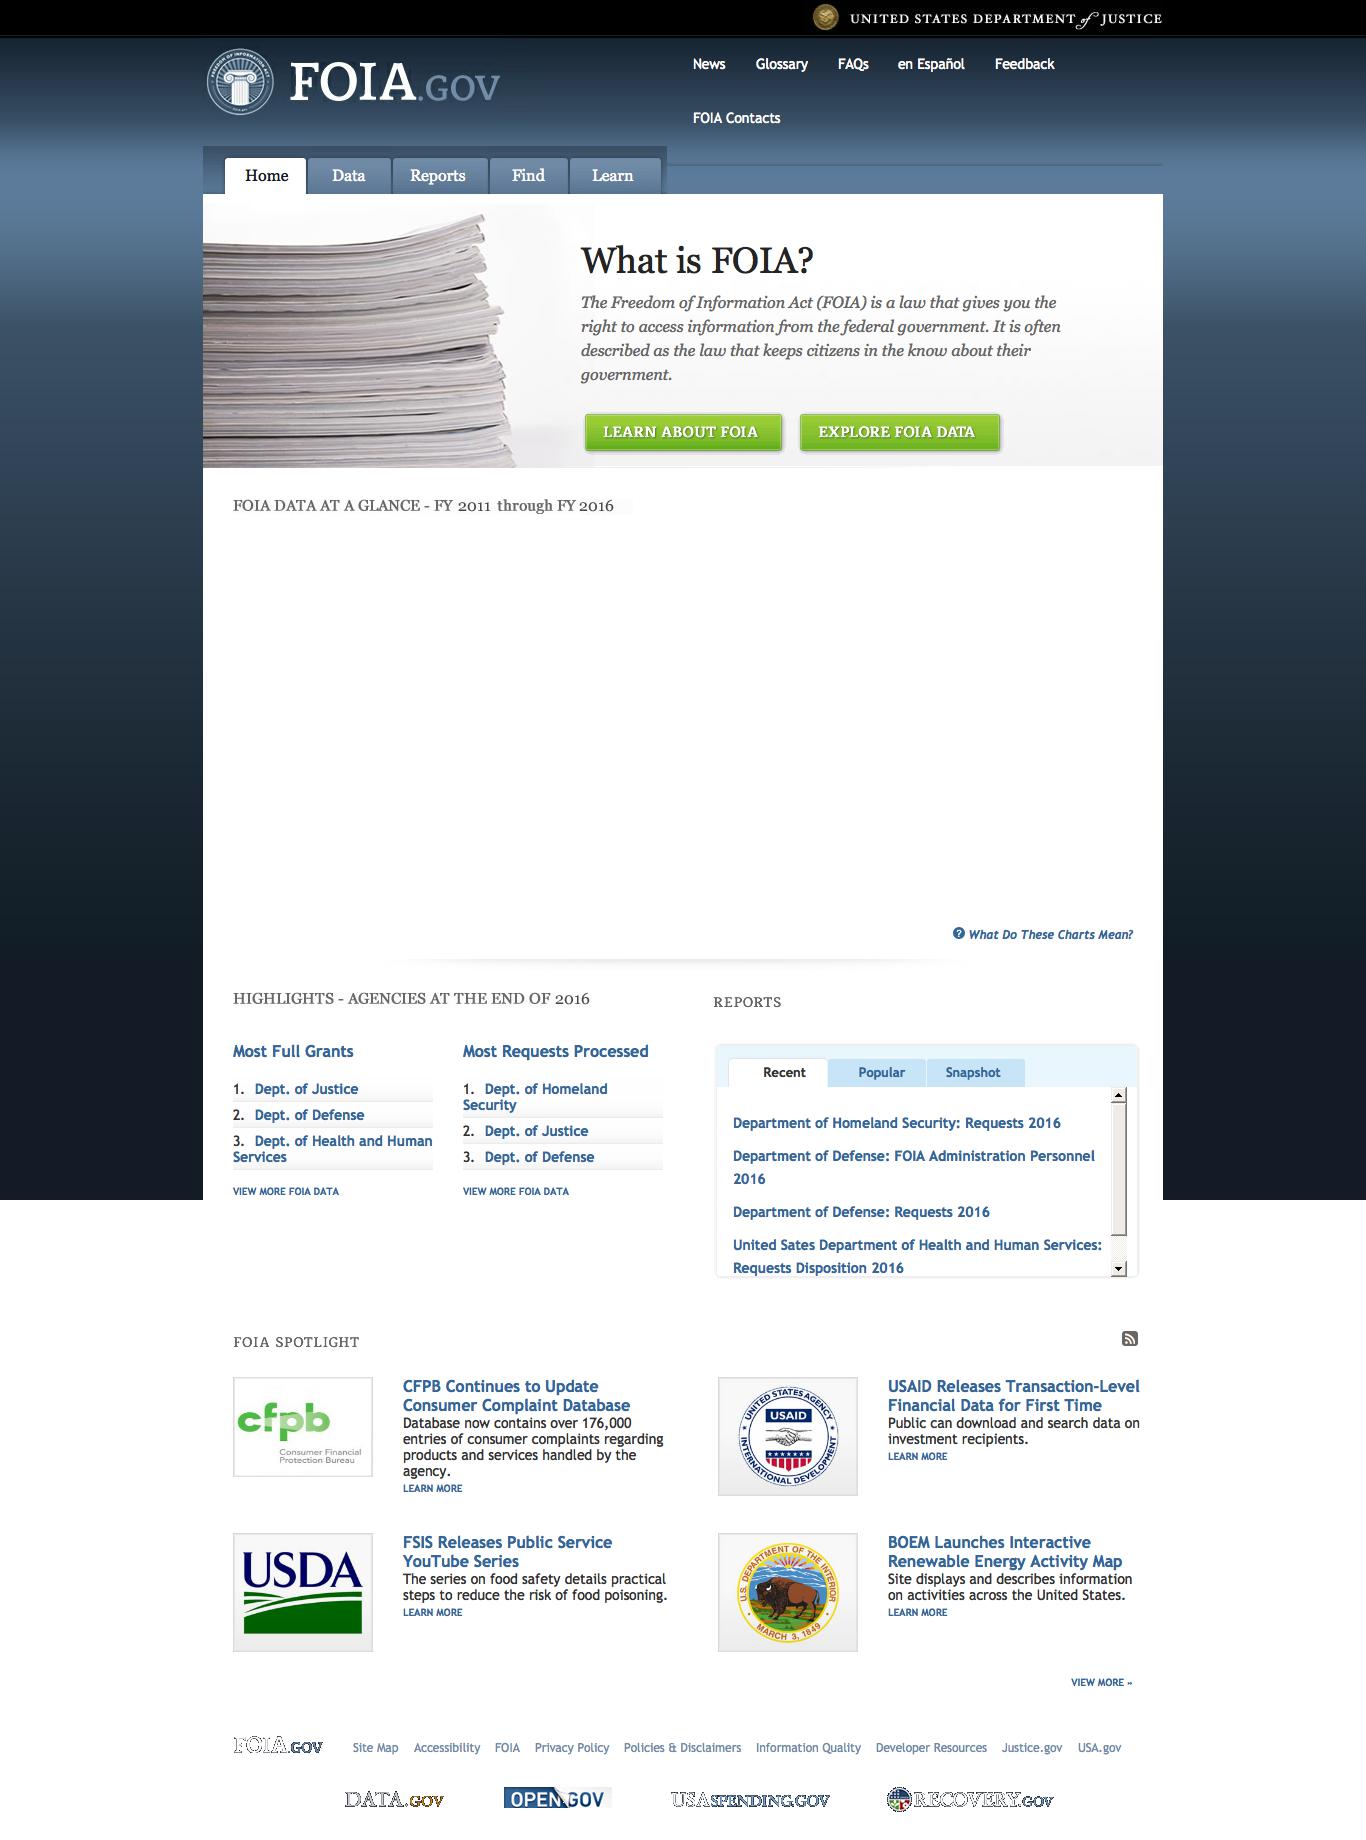 UNITED STATES DEPARTMENT of JUSTICE
FOIA.GOV
News Glossary FAQs en Español Feedback
FOIA Contacts
Home Data Reports Find Learn
What is FOIA?
The Freedom of Information Act (FOIA) is a law that gives you the
right to access information from the federal government. It is often
described as the law that keeps citizens in the know about their
government.
LEARN ABOUT FOIA EXPLORE FOIA DATA
FOIA DATA AT A GLANCE - FY 2011 through FY 2016
? What Do These Charts Mean?
HIGHLIGHTS - AGENCIES AT THE END OF 2016
Most Full Grants
1. Dept. of Justice
2. Dept. of Defense
3. Dept. of Health and Human
Services
VIEW MORE FOIA DATA
Most Requests Processed
1. Dept. of Homeland
Security
2. Dept. of Justice
3. Dept. of Defense
VIEW MORE FOIA DATA
REPORTS
Recent Popular Snapshot
Department of Homeland Security: Requests 2016
Department of Defense: FOIA Administration Personnel
2016
Department of Defense: Requests 2016
United Sates Department of Health and Human Services:
Requests Disposition 2016
FOIA SPOTLIGHT
cfpb
Consumer Financial
Protection Bureau
CFPB Continues to Update
Consumer Complaint Database
Database now contains over 176,000
entries of consumer complaints regarding
products and services handled by the
agency.
LEARN MORE
UNITED STATES AGENCY
USAID
INTERNATIONAL DEVELOPMENT
USAID Releases Transaction-Level
Financial Data for First Time
Public can download and search data on
investment recipients.
LEARN MORE
USDA
FSIS Releases Public Service
YouTube Series
The series on food safety details practical
steps to reduce the risk of food poisoning.
LEARN MORE
U.S. DEPARTMENT OF THE INTERIOR
MARCH 3, 1849
BOEM Launches Interactive
Renewable Energy Activity Map
Site displays and describes information
on activities across the United States.
LEARN MORE
VIEW MORE »
FOIA.GOV Site Map Accessibility FOIA Privacy Policy Policies & Disclaimers Information Quality Developer Resources Justice.gov USA.gov
DATA.GOV OPEN GOV USASPENDING.GOV RECOVERY.GOV